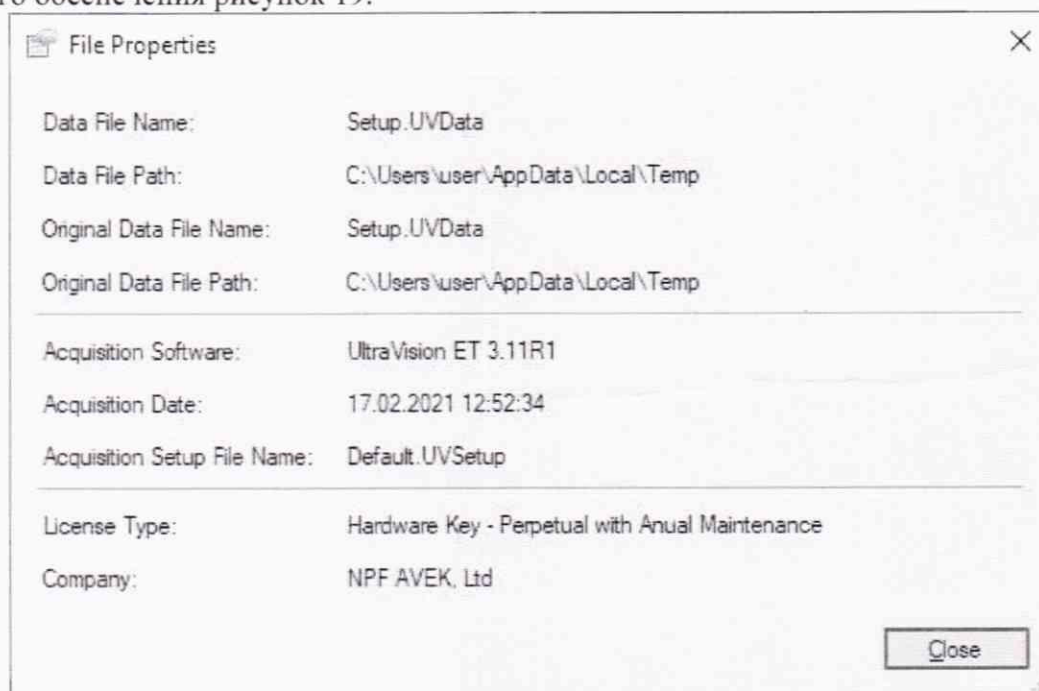 обеспечения рисунок 19.
File Properties
Data File Name: Setup.UVData
Data File Path: C:\Users\user\AppData\Local\Temp
Original Data File Name: Setup.UVData
Original Data File Path: C:\Users\user\AppData\Local\Temp
Acquisition Software: UltraVision ET 3.11R1
Acquisition Date: 17.02.2021 12:52:34
Acquisition Setup File Name: Default.UVSetup
License Type: Hardware Key - Perpetual with Anual Maintenance
Company: NPF AVEK, Ltd
Close